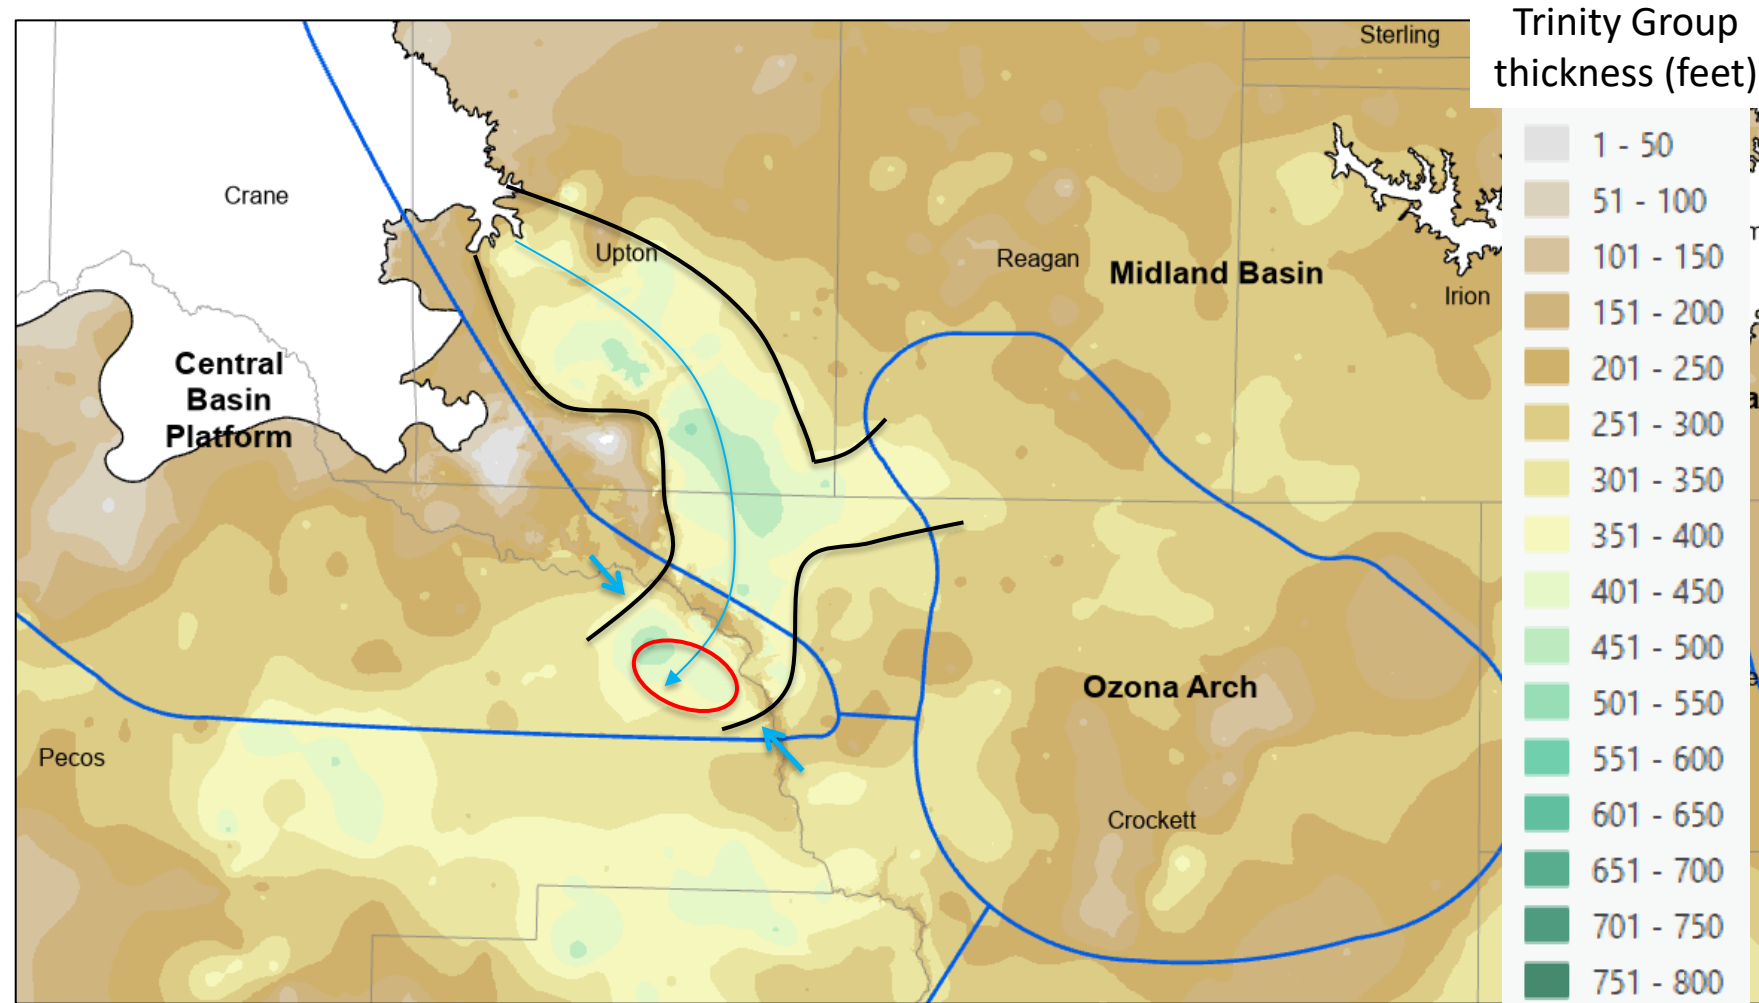 Trinity Group
thickness (feet)
Sterling
Crane
Upton
Reagan
Midland Basin
Irion
Central
Basin
Platform
Ozona Arch
Pecos
Crockett
1 - 50
51 - 100
101 - 150
151 - 200
201 - 250
251 - 300
301 - 350
351 - 400
401 - 450
451 - 500
501 - 550
551 - 600
601 - 650
651 - 700
701 - 750
751 - 800